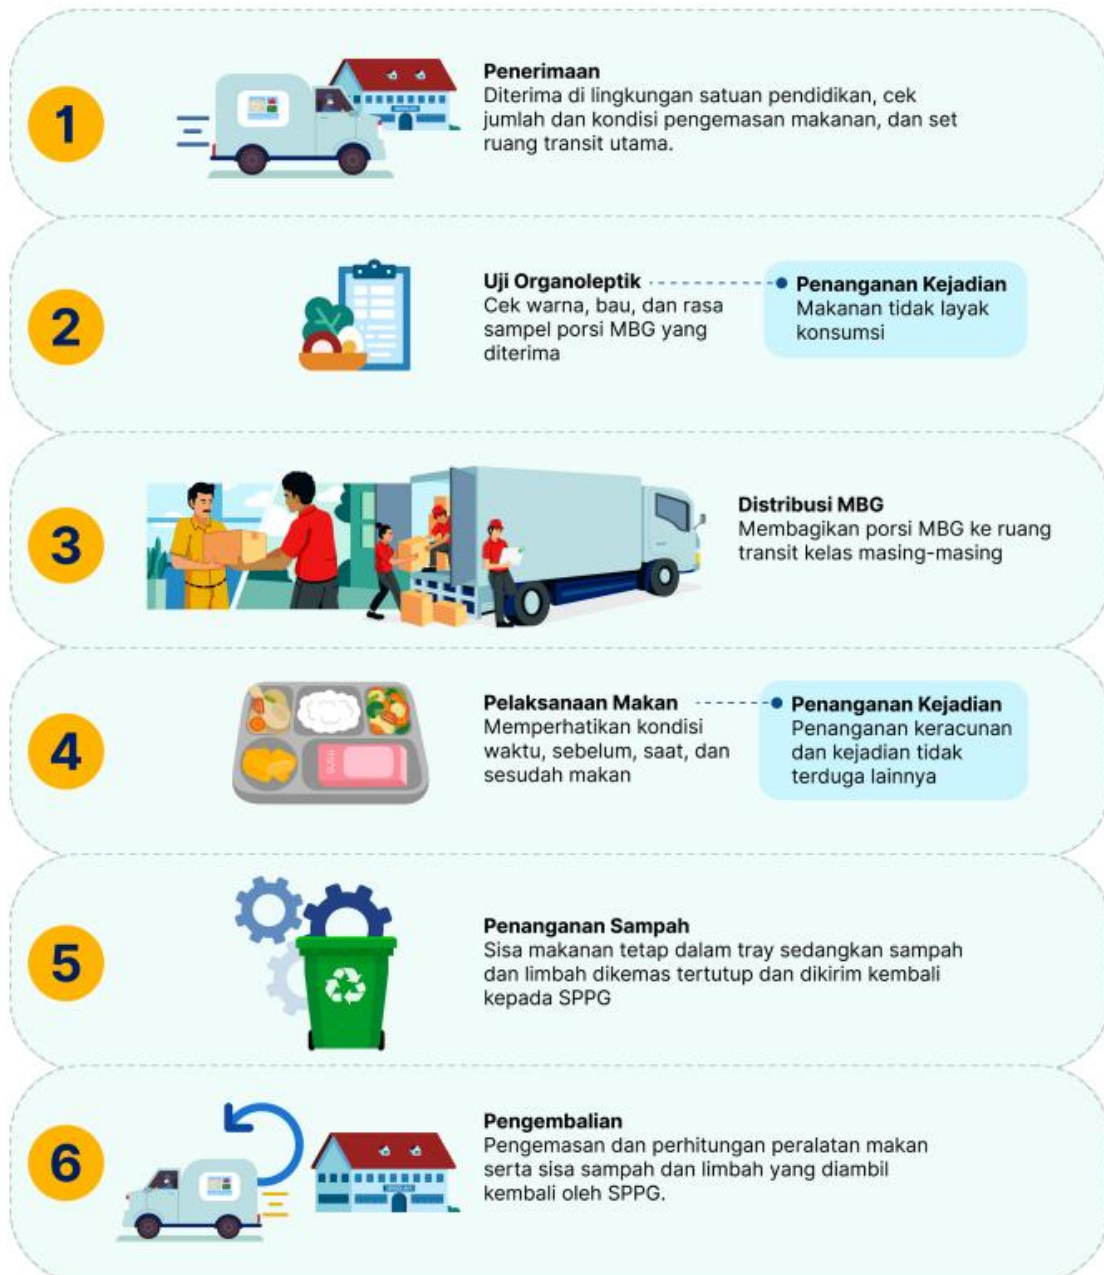 1
Penerimaan
Diterima di lingkungan satuan pendidikan, cek
jumlah dan kondisi pengemasan makanan, dan set
ruang transit utama.
2
Uji Organoleptik
Cek warna, bau, dan rasa
sampel porsi MBG yang
diterima
Penanganan Kejadian
Makanan tidak layak
konsumsi
3
Distribusi MBG
Membagikan porsi MBG ke ruang
transit kelas masing-masing
4
Pelaksanaan Makan
Memperhatikan kondisi
waktu, sebelum, saat, dan
sesudah makan
Penanganan Kejadian
Penanganan keracunan
dan kejadian tidak
terduga lainnya
5
Penanganan Sampah
Sisa makanan tetap dalam tray sedangkan sampah
dan limbah dikemas tertutup dan dikirim kembali
kepada SPPG
6
Pengembalian
Pengemasan dan perhitungan peralatan makan
serta sisa sampah dan limbah yang diambil
kembali oleh SPPG.